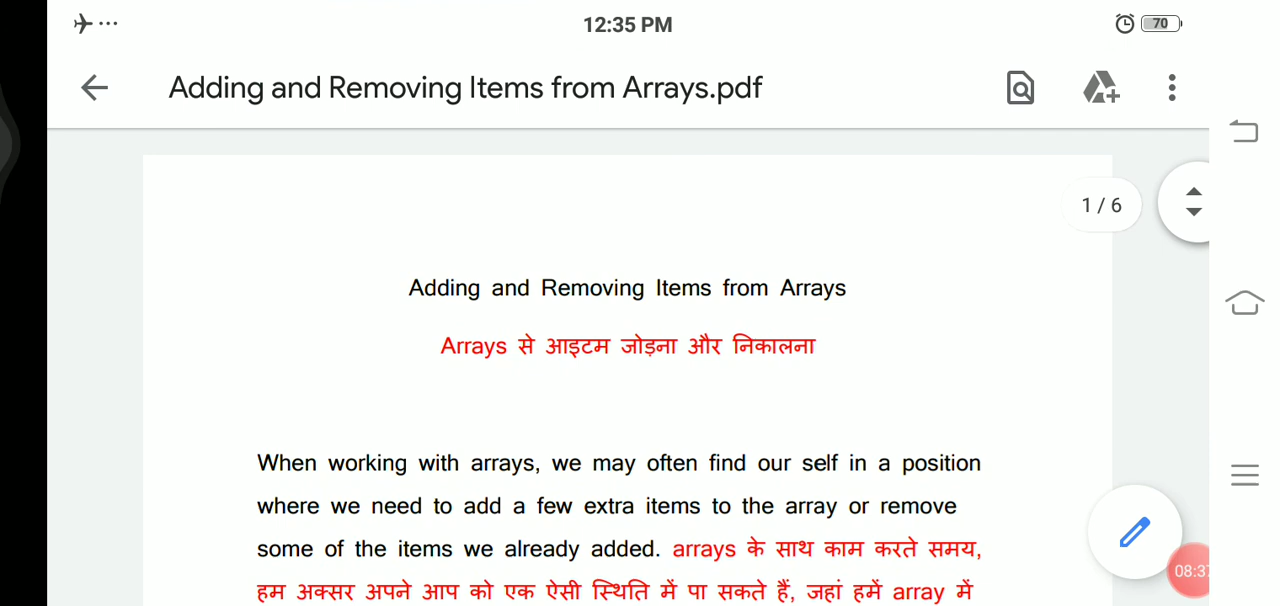 12:35 PM
70
Adding and Removing Items from Arrays.pdf
1 / 6
Adding and Removing Items from Arrays
Arrays से आइटम जोड़ना और निकालना
When working with arrays, we may often find our self in a position
where we need to add a few extra items to the array or remove
some of the items we already added. arrays के साथ काम करते समय,
हम अक्सर अपने आप को एक ऐसी स्थिति में पा सकते हैं, जहां हमें array में